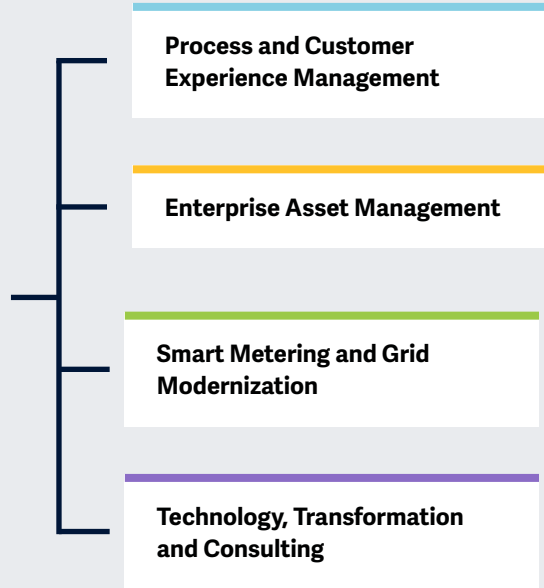 Process and Customer
Experience Management
Enterprise Asset Management
Smart Metering and Grid
Modernization
Technology, Transformation
and Consulting